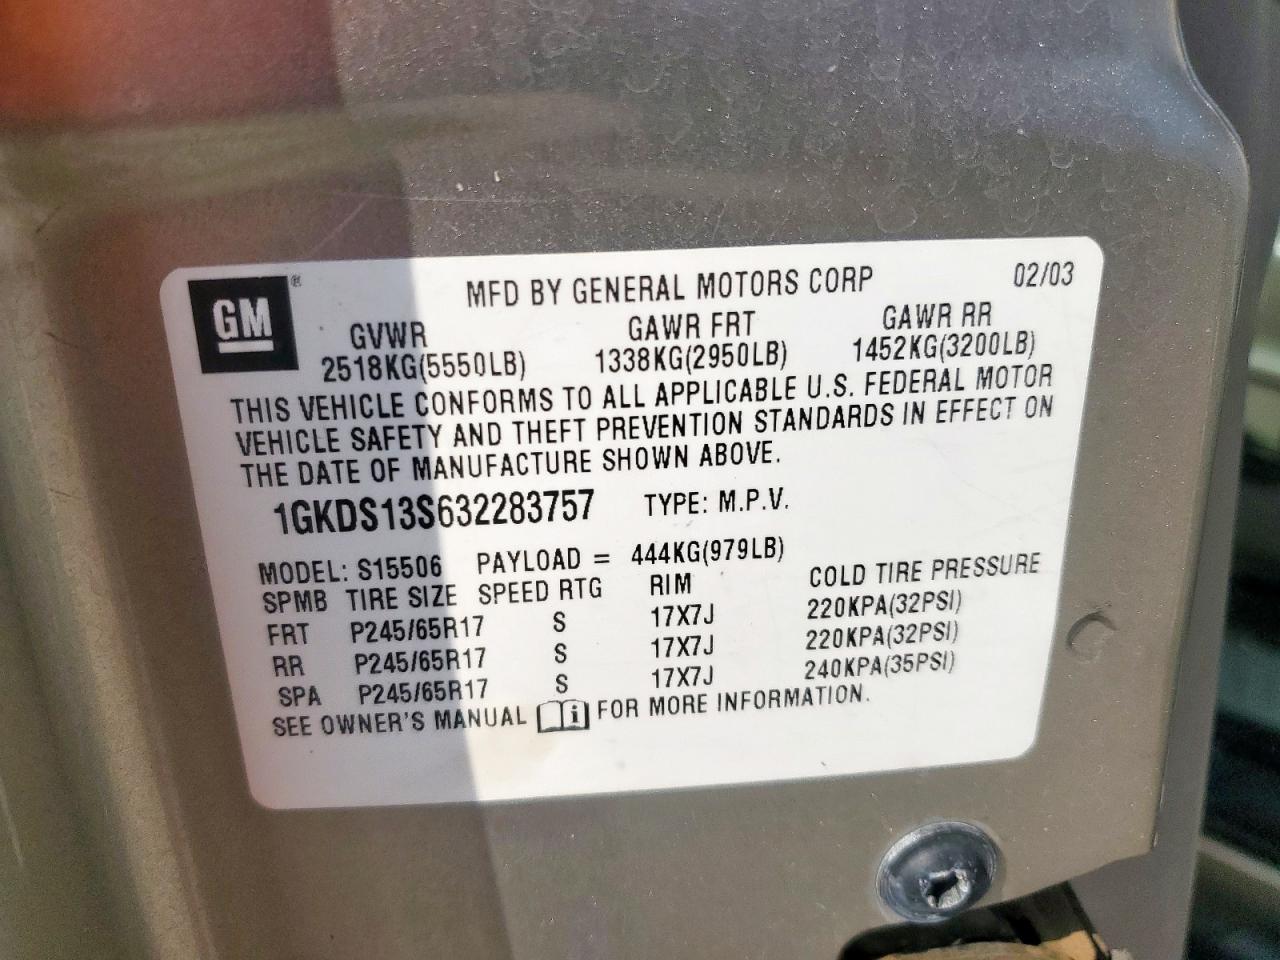 GM ® MFD BY GENERAL MOTORS CORP 02/03
GVWR GAWR FRT GAWR RR
2518KG(5550LB) 1338KG(2950LB) 1452KG(3200LB)
THIS VEHICLE CONFORMS TO ALL APPLICABLE U.S. FEDERAL MOTOR
VEHICLE SAFETY AND THEFT PREVENTION STANDARDS IN EFFECT ON
THE DATE OF MANUFACTURE SHOWN ABOVE.
1GKDS13S632283757 TYPE: M.P.V.
MODEL: S15506 PAYLOAD = 444KG(979LB)
SPMB TIRE SIZE SPEED RTG RIM COLD TIRE PRESSURE
FRT P245/65R17 S 17X7J 220KPA(32PSI)
RR P245/65R17 S 17X7J 220KPA(32PSI)
SPA P245/65R17 S 17X7J 240KPA(35PSI)
SEE OWNER'S MANUAL i FOR MORE INFORMATION.